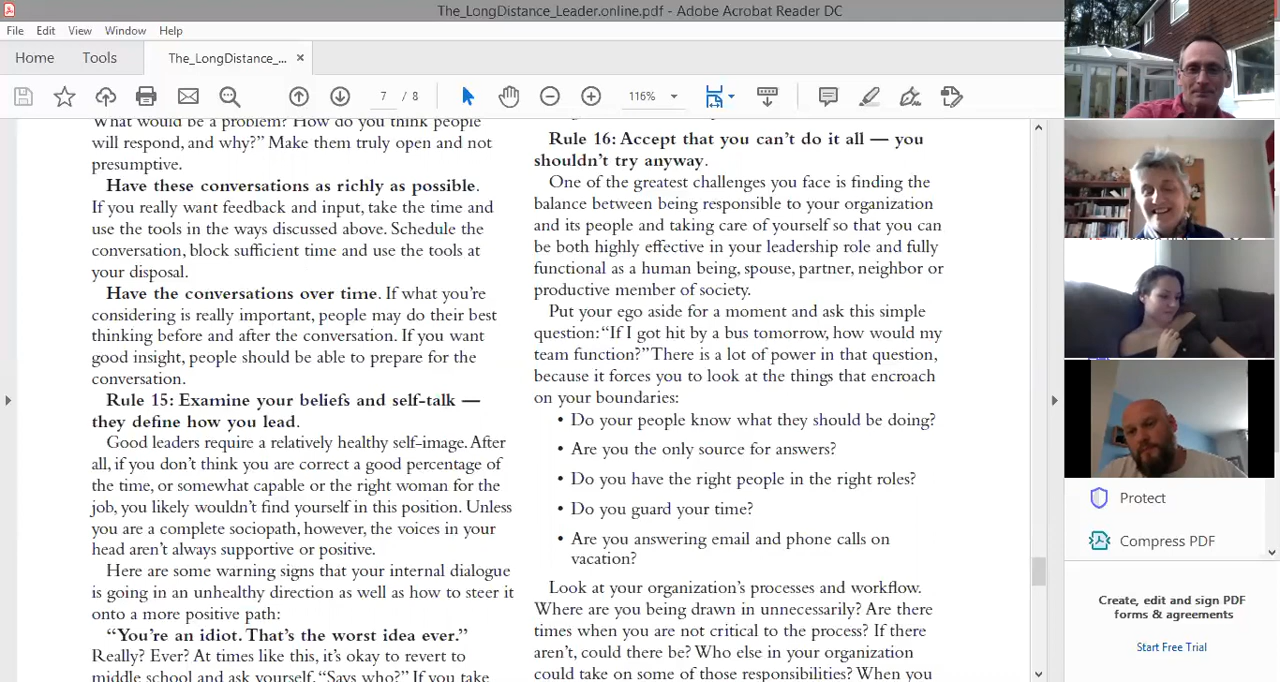 The_LongDistance_Leader.online.pdf - Adobe Acrobat Reader DC
File Edit View Window Help
Home Tools The_LongDistance_... ×
7 / 8 116%
What would be a problem? How do you think people
will respond, and why?” Make them truly open and not
presumptive.
Have these conversations as richly as possible.
If you really want feedback and input, take the time and
use the tools in the ways discussed above. Schedule the
conversation, block sufficient time and use the tools at
your disposal.
Have the conversations over time. If what you’re
considering is really important, people may do their best
thinking before and after the conversation. If you want
good insight, people should be able to prepare for the
conversation.
Rule 15: Examine your beliefs and self-talk —
they define how you lead.
Good leaders require a relatively healthy self-image. After
all, if you don’t think you are correct a good percentage of
the time, or somewhat capable or the right woman for the
job, you likely wouldn’t find yourself in this position. Unless
you are a complete sociopath, however, the voices in your
head aren’t always supportive or positive.
Here are some warning signs that your internal dialogue
is going in an unhealthy direction as well as how to steer it
onto a more positive path:
“You’re an idiot. That’s the worst idea ever.”
Really? Ever? At times like this, it’s okay to revert to
middle school and ask yourself, “Says who?” If you take
Rule 16: Accept that you can’t do it all — you
shouldn’t try anyway.
One of the greatest challenges you face is finding the
balance between being responsible to your organization
and its people and taking care of yourself so that you can
be both highly effective in your leadership role and fully
functional as a human being, spouse, partner, neighbor or
productive member of society.
Put your ego aside for a moment and ask this simple
question: “If I got hit by a bus tomorrow, how would my
team function?” There is a lot of power in that question,
because it forces you to look at the things that encroach
on your boundaries:
• Do your people know what they should be doing?
• Are you the only source for answers?
• Do you have the right people in the right roles?
• Do you guard your time?
• Are you answering email and phone calls on
vacation?
Look at your organization’s processes and workflow.
Where are you being drawn in unnecessarily? Are there
times when you are not critical to the process? If there
aren’t, could there be? Who else in your organization
could take on some of those responsibilities? When you
Protect
Compress PDF
Create, edit and sign PDF
forms & agreements
Start Free Trial